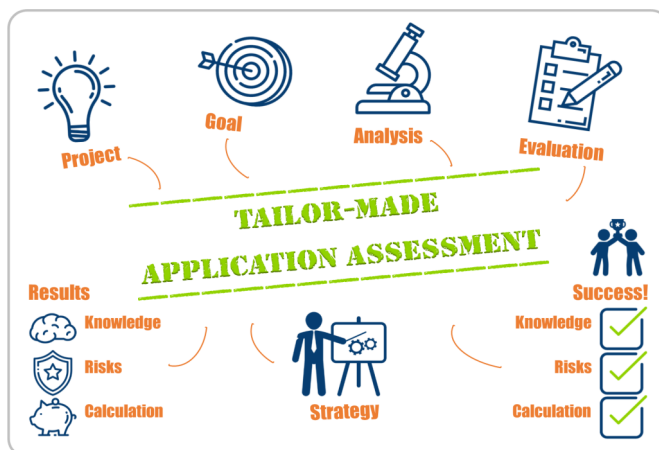 Project
Goal
Analysis
Evaluation
TAILOR-MADE
APPLICATION ASSESSMENT
Results
Knowledge
Risks
Calculation
Strategy
Success!
Knowledge
Risks
Calculation